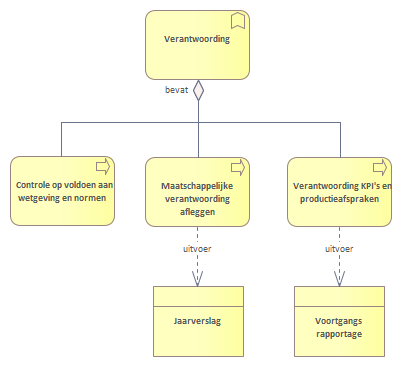 Verantwoording
bevat
Controle op voldoen aan
wetgeving en normen
Maatschappelijke
verantwoording
afleggen
Verantwoording KPI's en
productieafspraken
uitvoer
uitvoer
Jaarverslag
Voortgangs
rapportage